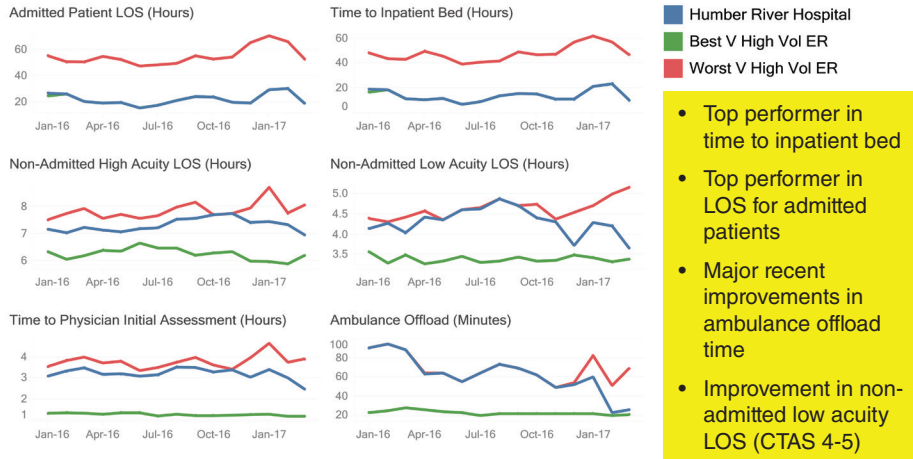 Admitted Patient LOS (Hours)
60
40
20
Jan-16 Apr-16 Jul-16 Oct-16 Jan-17
Time to Inpatient Bed (Hours)
60
40
20
0
Jan-16 Apr-16 Jul-16 Oct-16 Jan-17
Non-Admitted High Acuity LOS (Hours)
8
7
6
Jan-16 Apr-16 Jul-16 Oct-16 Jan-17
Non-Admitted Low Acuity LOS (Hours)
5.0
4.5
4.0
3.5
Jan-16 Apr-16 Jul-16 Oct-16 Jan-17
Time to Physician Initial Assessment (Hours)
4
3
2
1
Jan-16 Apr-16 Jul-16 Oct-16 Jan-17
Ambulance Offload (Minutes)
100
80
60
40
20
Jan-16 Apr-16 Jul-16 Oct-16 Jan-17
Humber River Hospital
Best V High Vol ER
Worst V High Vol ER
• Top performer in
time to inpatient bed
• Top performer in
LOS for admitted
patients
• Major recent
improvements in
ambulance offload
time
• Improvement in non-
admitted low acuity
LOS (CTAS 4-5)